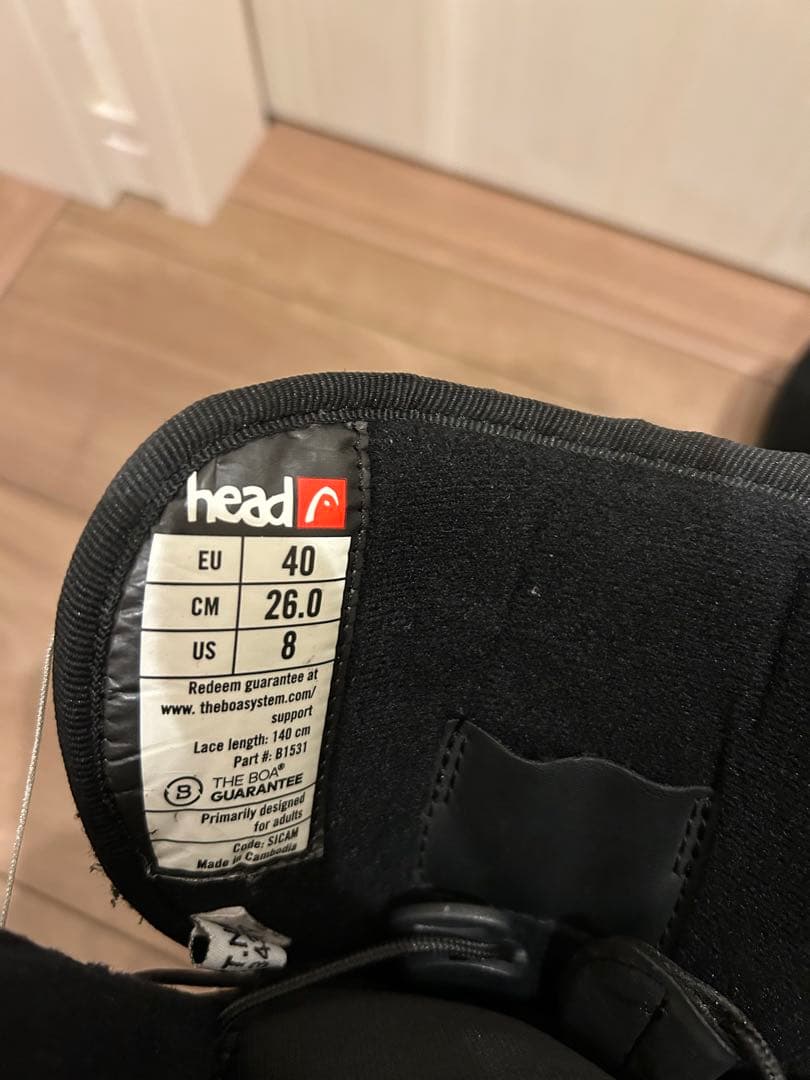 head
EU 40
CM 26.0
US 8
Redeem guarantee at
www. theboasystem.com/
support
Lace length: 140 cm
Part #: B1531
B THE BOA®
GUARANTEE
Primarily designed
for adults
Code: SICAM
Made in Cambodia